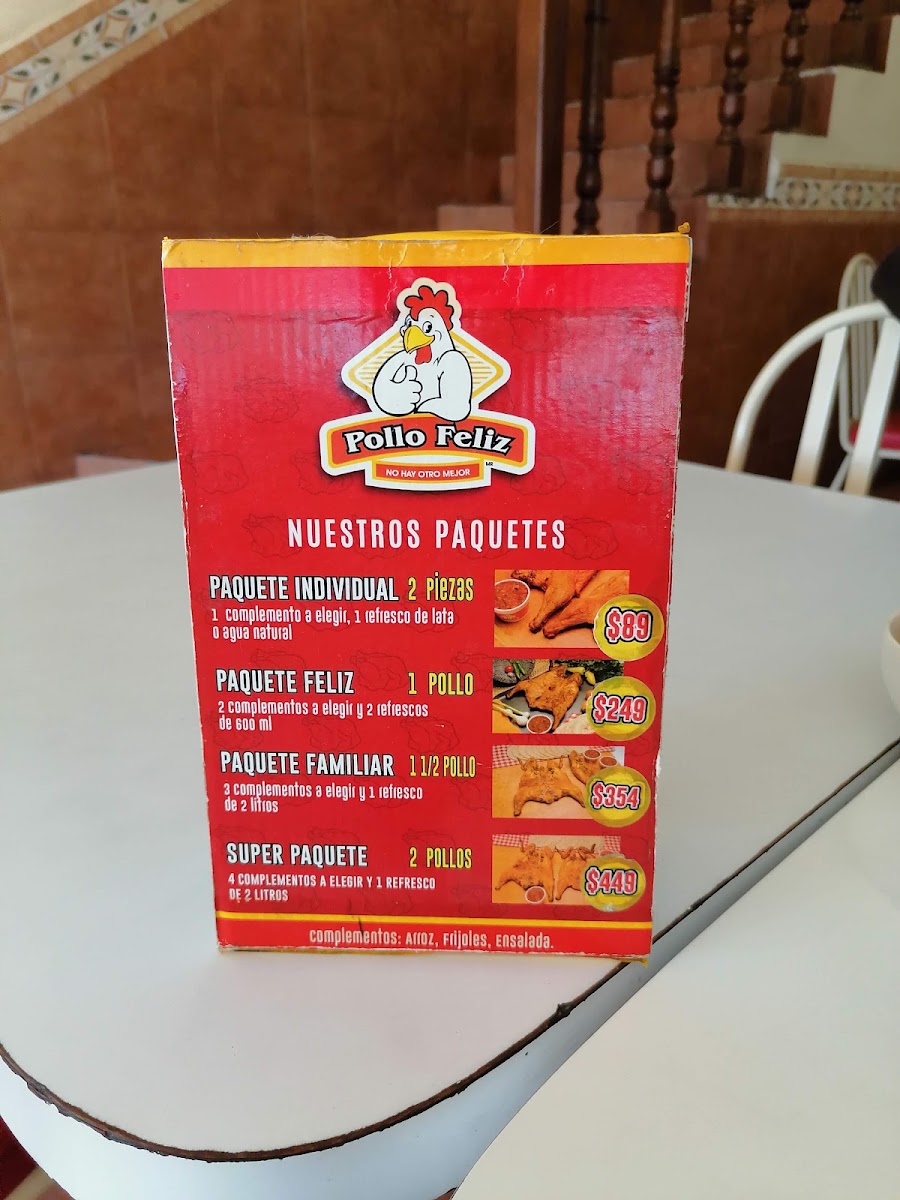 Pollo Feliz
NO HAY OTRO MEJOR
MR
NUESTROS PAQUETES
PAQUETE INDIVIDUAL 2 Piezas
1 complemento a elegir, 1 refresco de lata
o agua natural
$89
PAQUETE FELIZ 1 POLLO
2 complementos a elegir y 2 refrescos
de 600 ml
$249
PAQUETE FAMILIAR 1 1/2 POLLO
3 complementos a elegir y 1 refresco
de 2 litros
$354
SUPER PAQUETE 2 POLLOS
4 COMPLEMENTOS A ELEGIR Y 1 REFRESCO
DE 2 LITROS
$449
Complementos: Arroz, Frijoles, Ensalada.